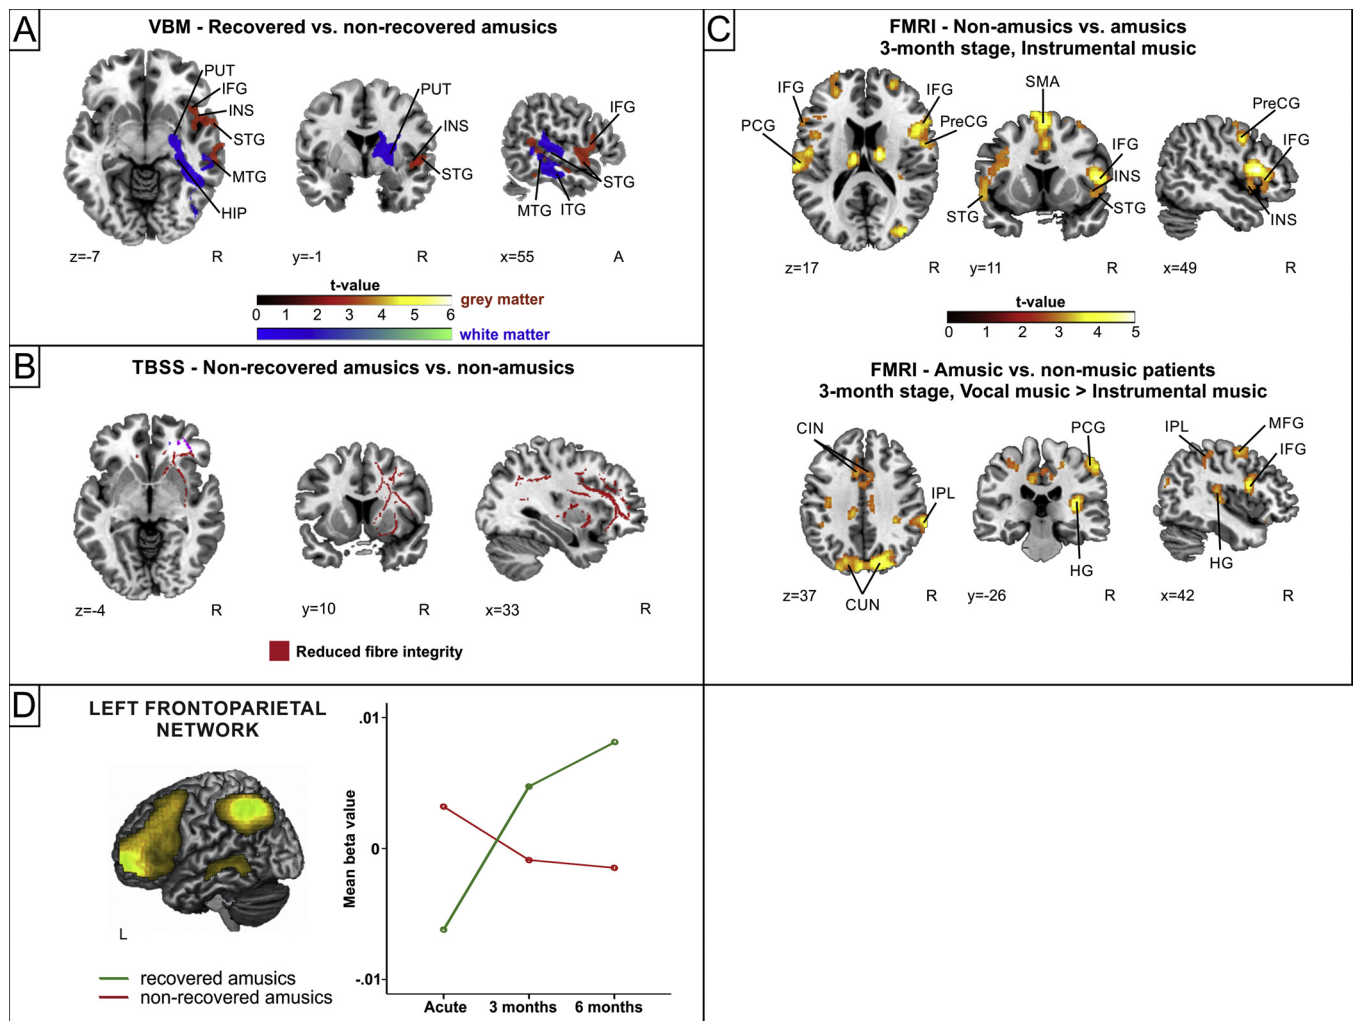 A
VBM - Recovered vs. non-recovered amusics
PUT
IFG
INS
STG
MTG
HIP
z=-7
R
PUT
INS
STG
y=-1
R
IFG
STG
MTG
ITG
x=55
A
t-value
0 1 2 3 4 5 6
grey matter
white matter
B
TBSS - Non-recovered amusics vs. non-amusics
z=-4
R
y=10
R
x=33
R
Reduced fibre integrity
C
FMRI - Non-amusics vs. amusics
3-month stage, Instrumental music
IFG
PCG
IFG
PreCG
z=17
R
SMA
IFG
INS
STG
STG
y=11
R
PreCG
IFG
INS
x=49
R
t-value
0 1 2 3 4 5
FMRI - Amusic vs. non-music patients
3-month stage, Vocal music > Instrumental music
CIN
IPL
CUN
z=37
R
PCG
HG
y=-26
R
IPL
MFG
IFG
HG
x=42
R
D
LEFT FRONTOPARIETAL
NETWORK
L
recovered amusics
non-recovered amusics
Mean beta value
.01
0
-.01
Acute 3 months 6 months